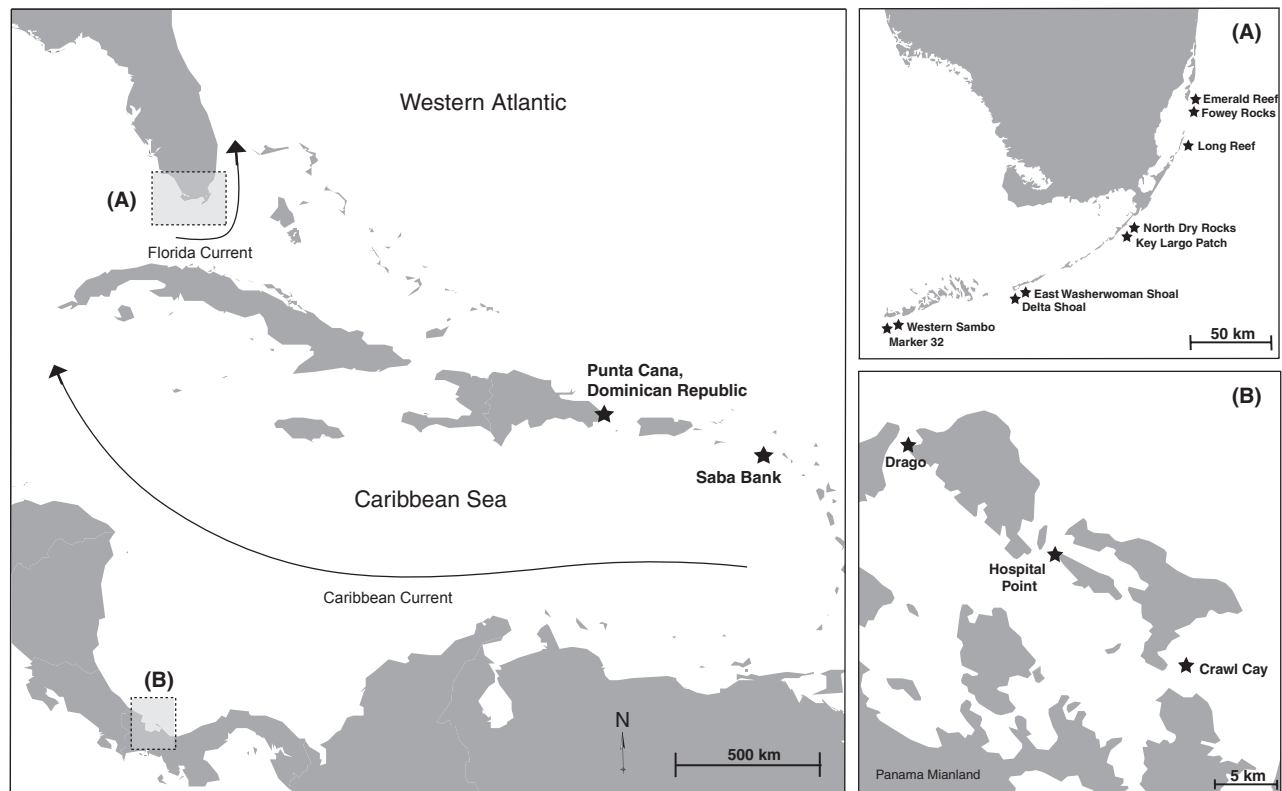 Western Atlantic
(A)
Florida Current
Punta Cana,
Dominican Republic
Saba Bank
Caribbean Sea
Caribbean Current
(B)
N
500 km
(A)
Emerald Reef
Fowey Rocks
Long Reef
North Dry Rocks
Key Largo Patch
East Washerwoman Shoal
Delta Shoal
Western Sambo
Marker 32
50 km
(B)
Drago
Hospital
Point
Crawl Cay
Panama Mianland
5 km